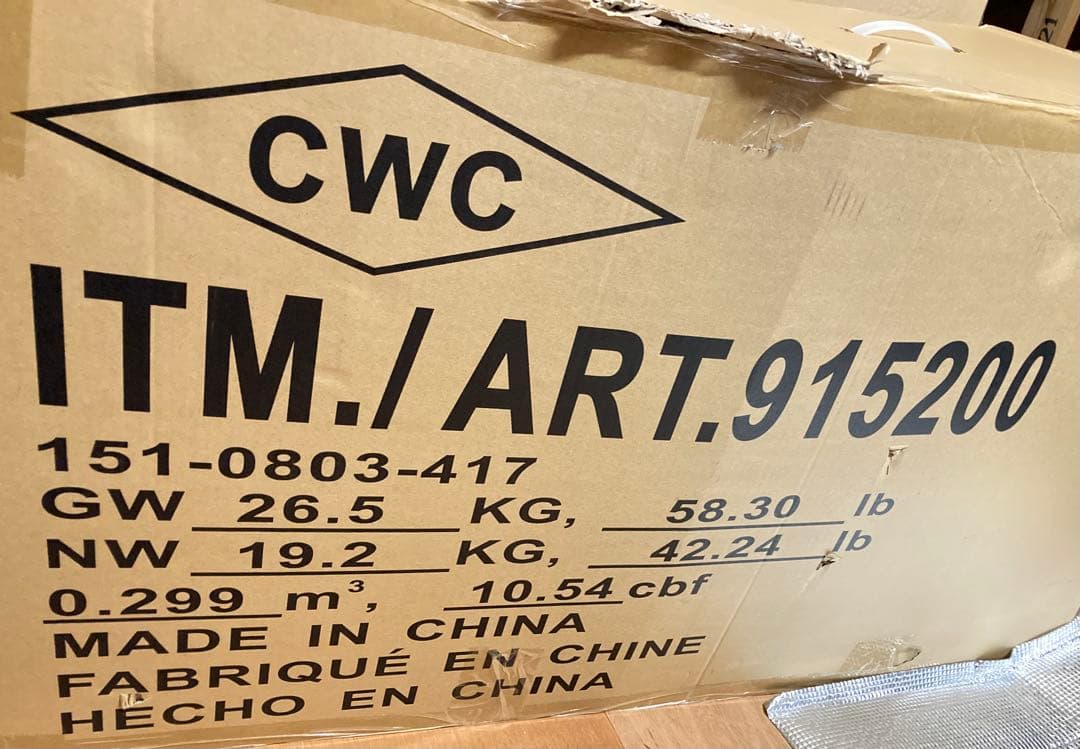 CWC
ITM./ART.915200
151-0803-417
GW 26.5 KG, 58.30 lb
NW 19.2 KG, 42.24 lb
0.299 m³, 10.54 cbf
MADE IN CHINA
FABRIQUÉ EN CHINE
HECHO EN CHINA
21